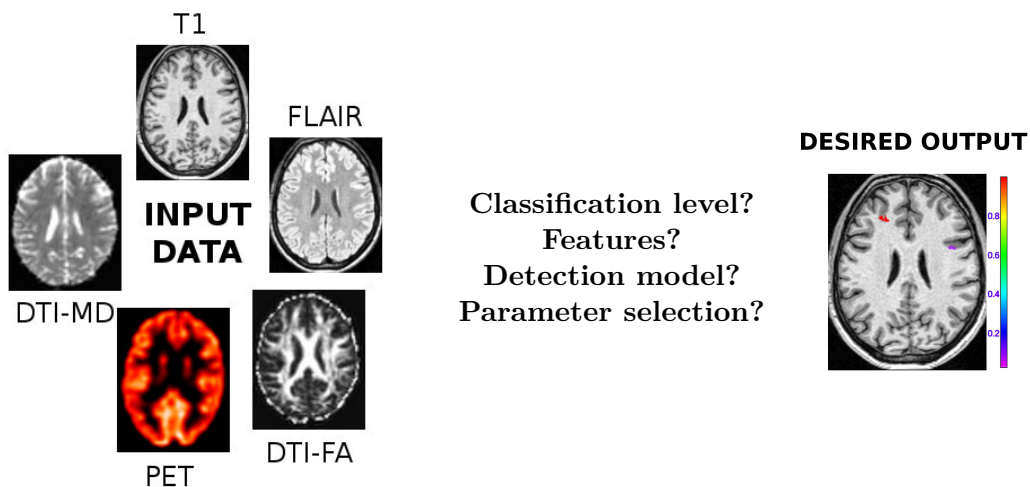 T1
FLAIR
INPUT
DATA
DTI-MD
DTI-FA
PET
Classification level?
Features?
Detection model?
Parameter selection?
DESIRED OUTPUT
0.8
0.6
0.4
0.2